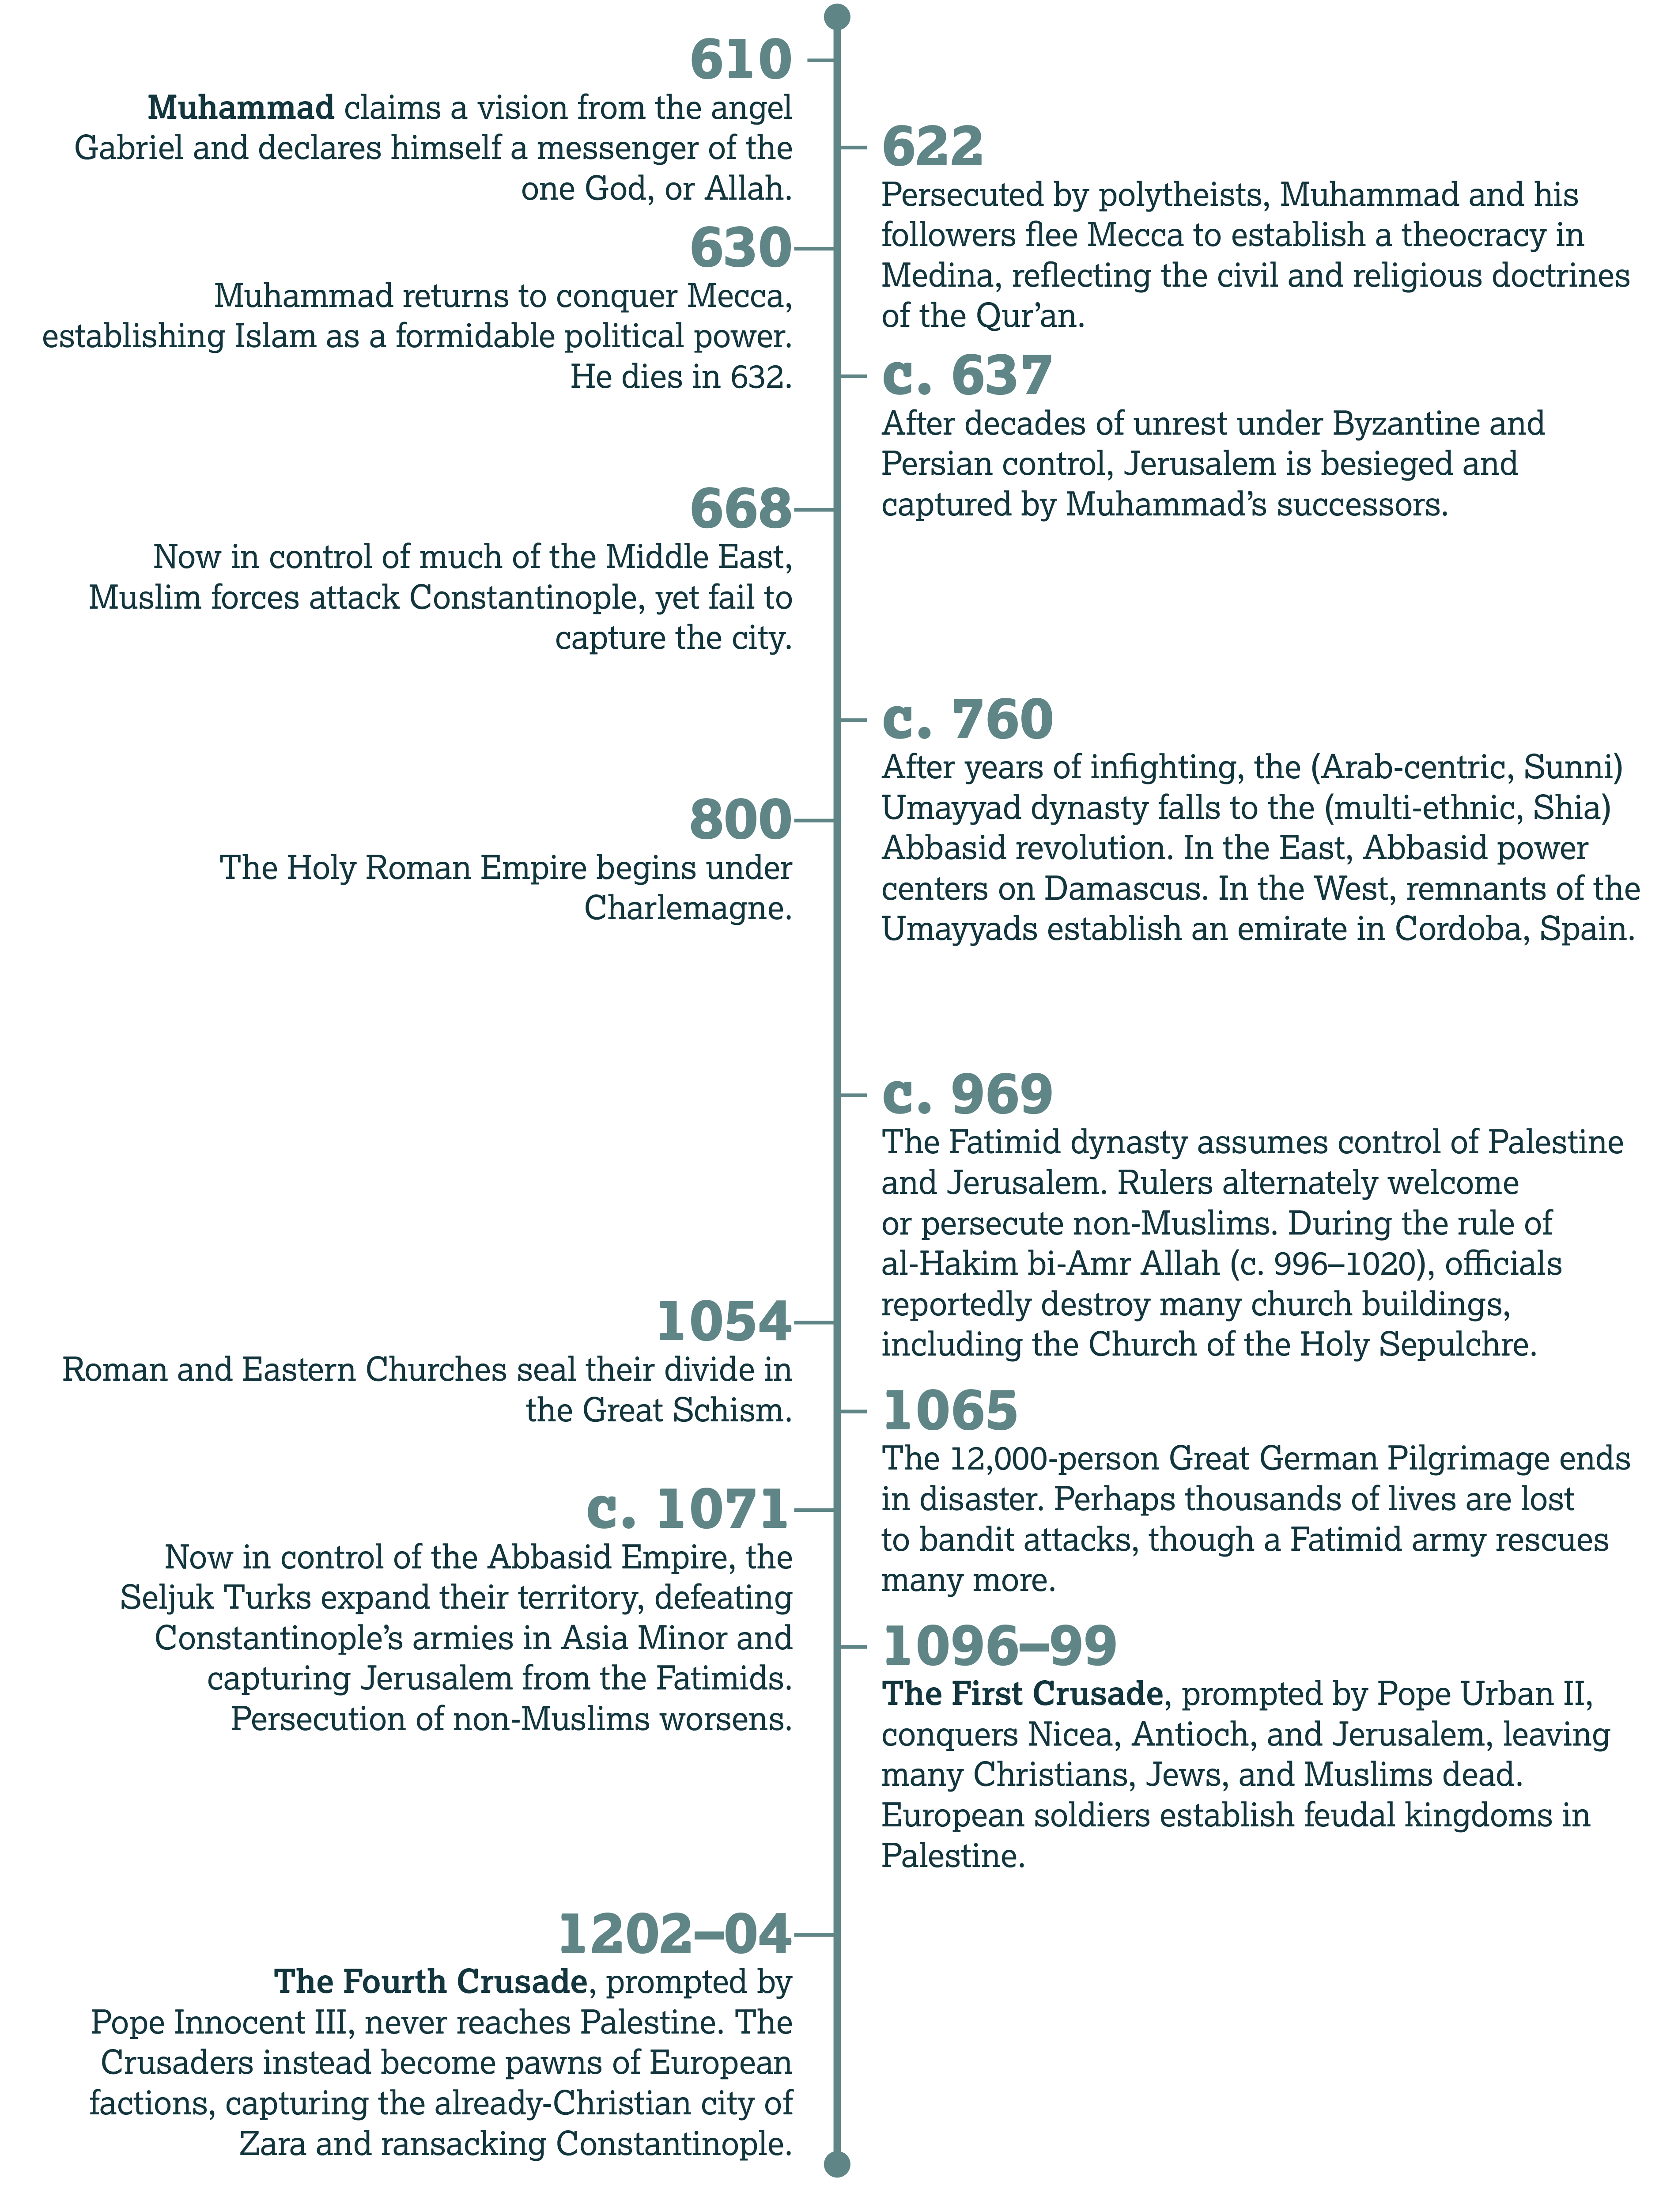 610
Muhammad claims a vision from the angel
Gabriel and declares himself a messenger of the
one God, or Allah.
622
Persecuted by polytheists, Muhammad and his
followers flee Mecca to establish a theocracy in
Medina, reflecting the civil and religious doctrines
of the Qur’an.
630
Muhammad returns to conquer Mecca,
establishing Islam as a formidable political power.
He dies in 632.
c. 637
After decades of unrest under Byzantine and
Persian control, Jerusalem is besieged and
captured by Muhammad’s successors.
668
Now in control of much of the Middle East,
Muslim forces attack Constantinople, yet fail to
capture the city.
c. 760
After years of infighting, the (Arab-centric, Sunni)
Umayyad dynasty falls to the (multi-ethnic, Shia)
Abbasid revolution. In the East, Abbasid power
centers on Damascus. In the West, remnants of the
Umayyads establish an emirate in Cordoba, Spain.
800
The Holy Roman Empire begins under
Charlemagne.
c. 969
The Fatimid dynasty assumes control of Palestine
and Jerusalem. Rulers alternately welcome
or persecute non-Muslims. During the rule of
al-Hakim bi-Amr Allah (c. 996–1020), officials
reportedly destroy many church buildings,
including the Church of the Holy Sepulchre.
1054
Roman and Eastern Churches seal their divide in
the Great Schism.
1065
The 12,000-person Great German Pilgrimage ends
in disaster. Perhaps thousands of lives are lost
to bandit attacks, though a Fatimid army rescues
many more.
c. 1071
Now in control of the Abbasid Empire, the
Seljuk Turks expand their territory, defeating
Constantinople’s armies in Asia Minor and
capturing Jerusalem from the Fatimids.
Persecution of non-Muslims worsens.
1096–99
The First Crusade, prompted by Pope Urban II,
conquers Nicea, Antioch, and Jerusalem, leaving
many Christians, Jews, and Muslims dead.
European soldiers establish feudal kingdoms in
Palestine.
1202–04
The Fourth Crusade, prompted by
Pope Innocent III, never reaches Palestine. The
Crusaders instead become pawns of European
factions, capturing the already-Christian city of
Zara and ransacking Constantinople.